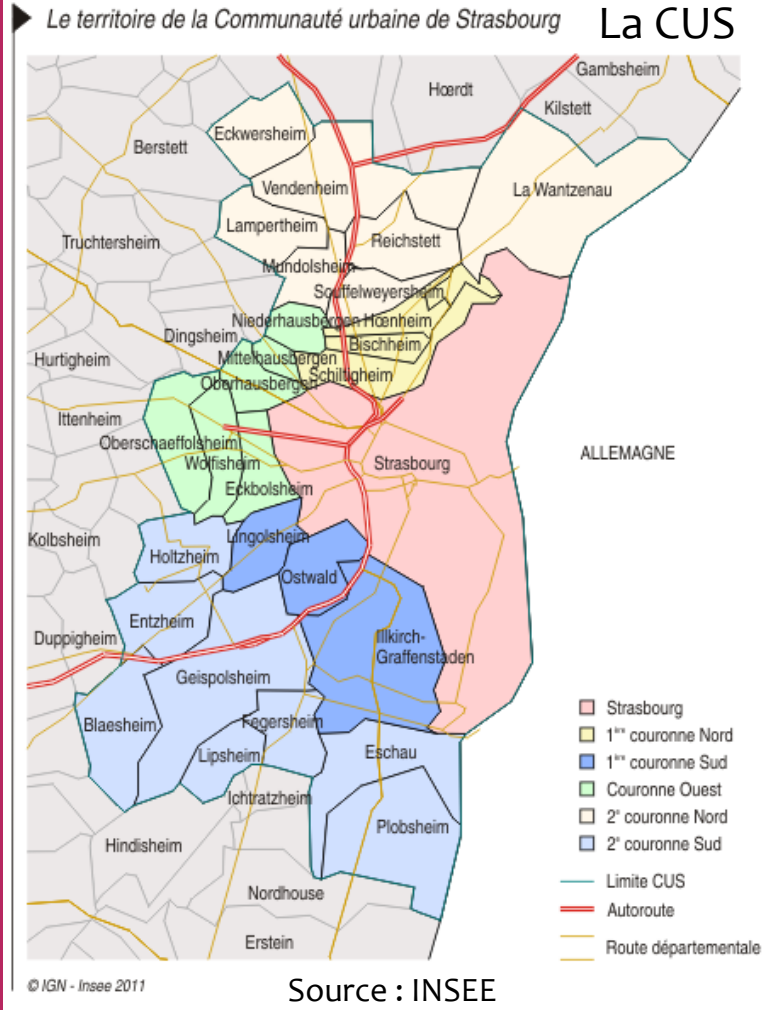 Le territoire de la Communauté urbaine de Strasbourg
La CUS
Gambsheim
Hœrdt
Kilstett
Eckwersheim
Berstett
Vendenheim
La Wantzenau
Lampertheim
Reichstett
Truchtersheim
Mundolsheim
Souffelweyersheim
Niederhausbergen
Hœnheim
Dingsheim
Bischheim
Mittelhausbergen
Hurtigheim
Schiltigheim
Oberhausbergen
Ittenheim
Oberschaeffolsheim
ALLEMAGNE
Wolfisheim
Strasbourg
Eckbolsheim
Kolbsheim
Lingolsheim
Holtzheim
Ostwald
Entzheim
Duppigheim
Illkirch-
Graffenstaden
Geispolsheim
Blaesheim
Fegersheim
Lipsheim
Eschau
Ichtratzheim
Plobsheim
Hindisheim
Nordhouse
Erstein
Strasbourg
1ère couronne Nord
1ère couronne Sud
Couronne Ouest
2e couronne Nord
2e couronne Sud
Limite CUS
Autoroute
Route départementale
© IGN - Insee 2011
Source : INSEE